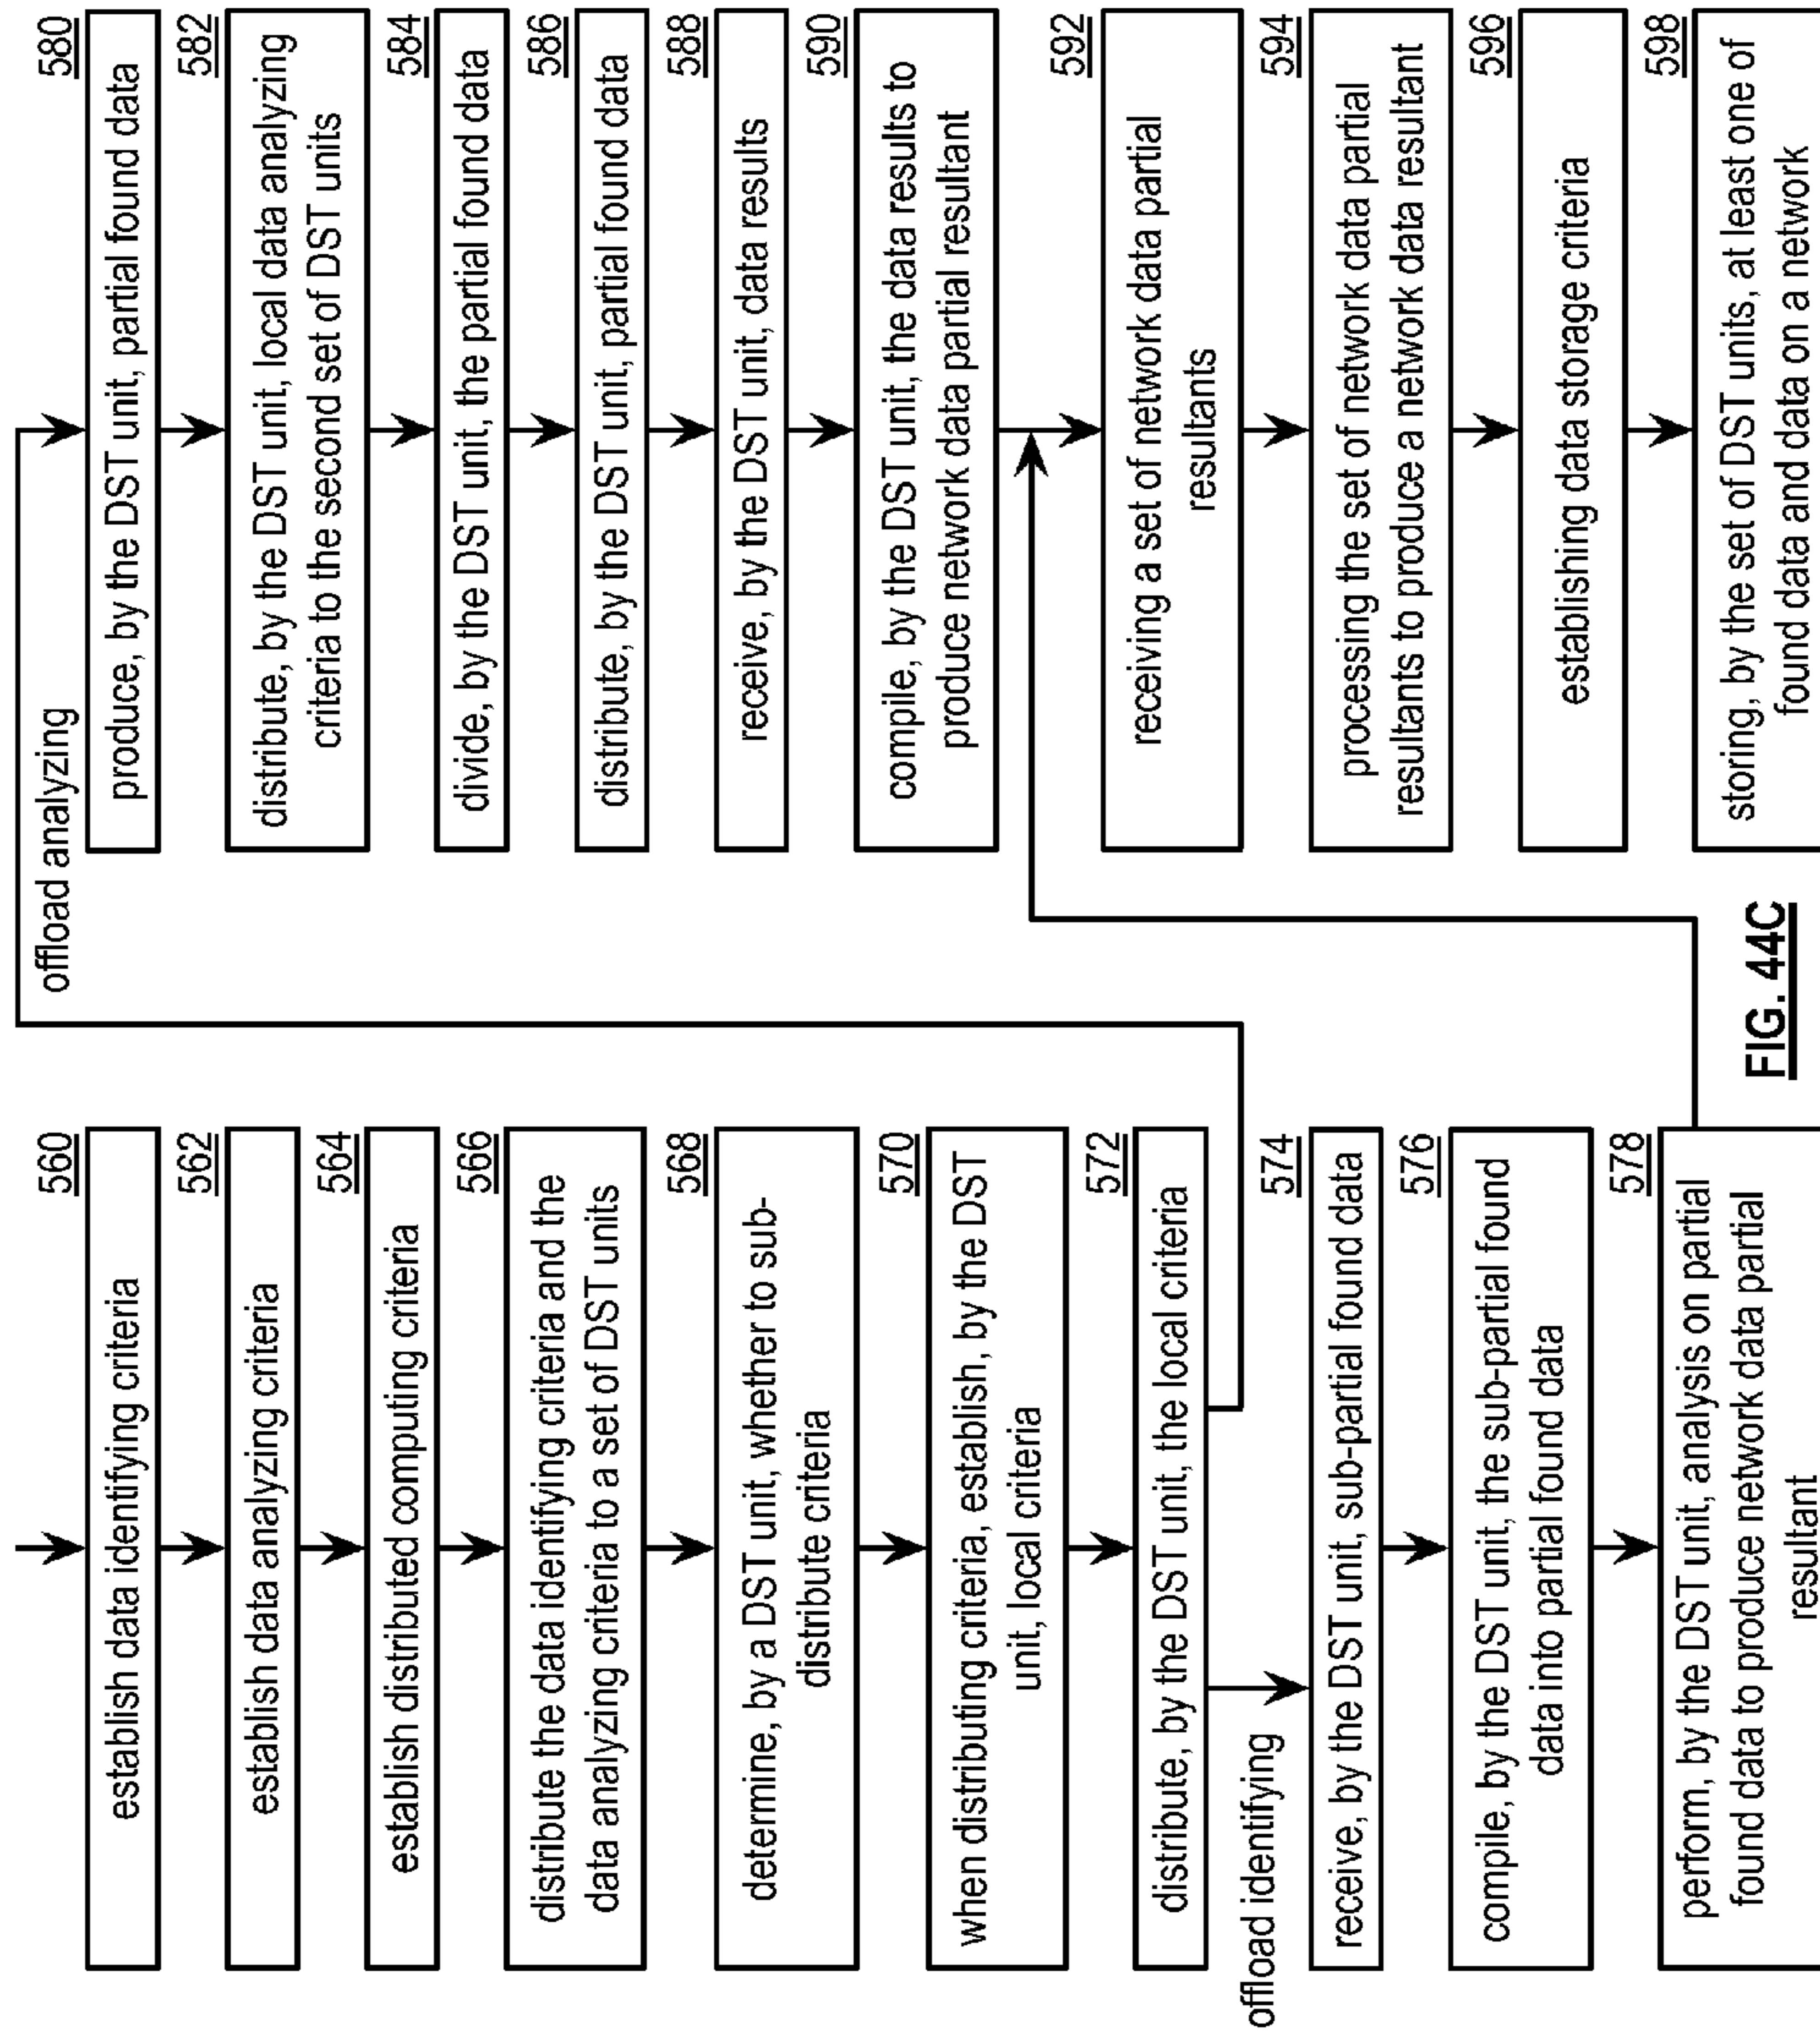 560
establish data identifying criteria
562
establish data analyzing criteria
564
establish distributed computing criteria
566
distribute the data identifying criteria and the
data analyzing criteria to a set of DST units
568
determine, by a DST unit, whether to sub-
distribute criteria
570
when distributing criteria, establish, by the DST
unit, local criteria
572
distribute, by the DST unit, the local criteria
offload identifying
574
receive, by the DST unit, sub-partial found data
576
compile, by the DST unit, the sub-partial found
data into partial found data
578
perform, by the DST unit, analysis on partial
found data to produce network data partial
resultant
offload analyzing
580
produce, by the DST unit, partial found data
582
distribute, by the DST unit, local data analyzing
criteria to the second set of DST units
584
divide, by the DST unit, the partial found data
586
distribute, by the DST unit, partial found data
588
receive, by the DST unit, data results
590
compile, by the DST unit, the data results to
produce network data partial resultant
592
receiving a set of network data partial
resultants
594
processing the set of network data partial
resultants to produce a network data resultant
596
establishing data storage criteria
598
storing, by the set of DST units, at least one of
found data and data on a network
FIG. 44C